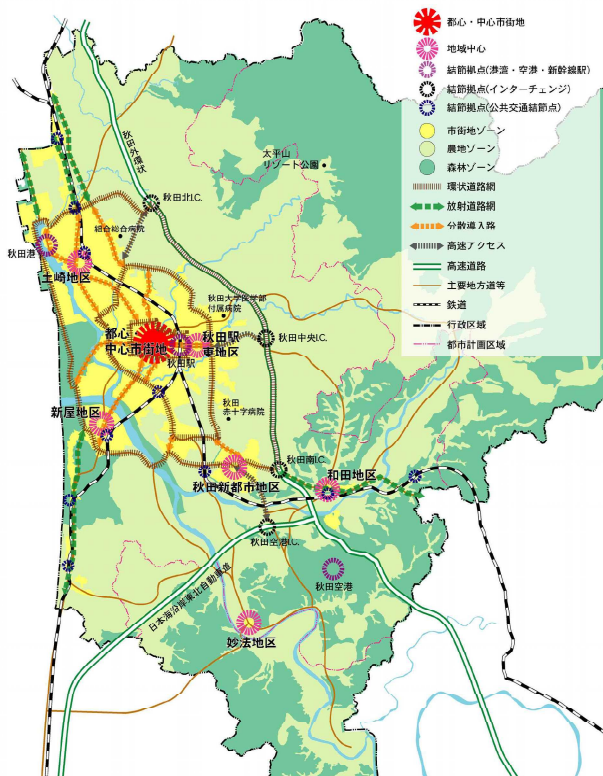 都心・中心市街地
地域中心
結節拠点(港湾・空港・新幹線駅)
結節拠点(インターチェンジ)
結節拠点(公共交通結節点)
市街地ゾーン
農地ゾーン
森林ゾーン
環状道路網
放射道路網
分散導入路
高速アクセス
高速道路
主要地方道等
鉄道
行政区域
都市計画区域
秋田外環状
太平山
リゾート公園
秋田北I.C.
組合総合病院
秋田港
土崎地区
秋田大学医学部
付属病院
都心
中心市街地
秋田駅
秋田駅
東地区
秋田中央I.C.
秋田
赤十字病院
新屋地区
秋田南I.C.
和田地区
秋田新都市地区
秋田空港I.C.
日本海沿岸東北自動車道
秋田空港
妙法地区